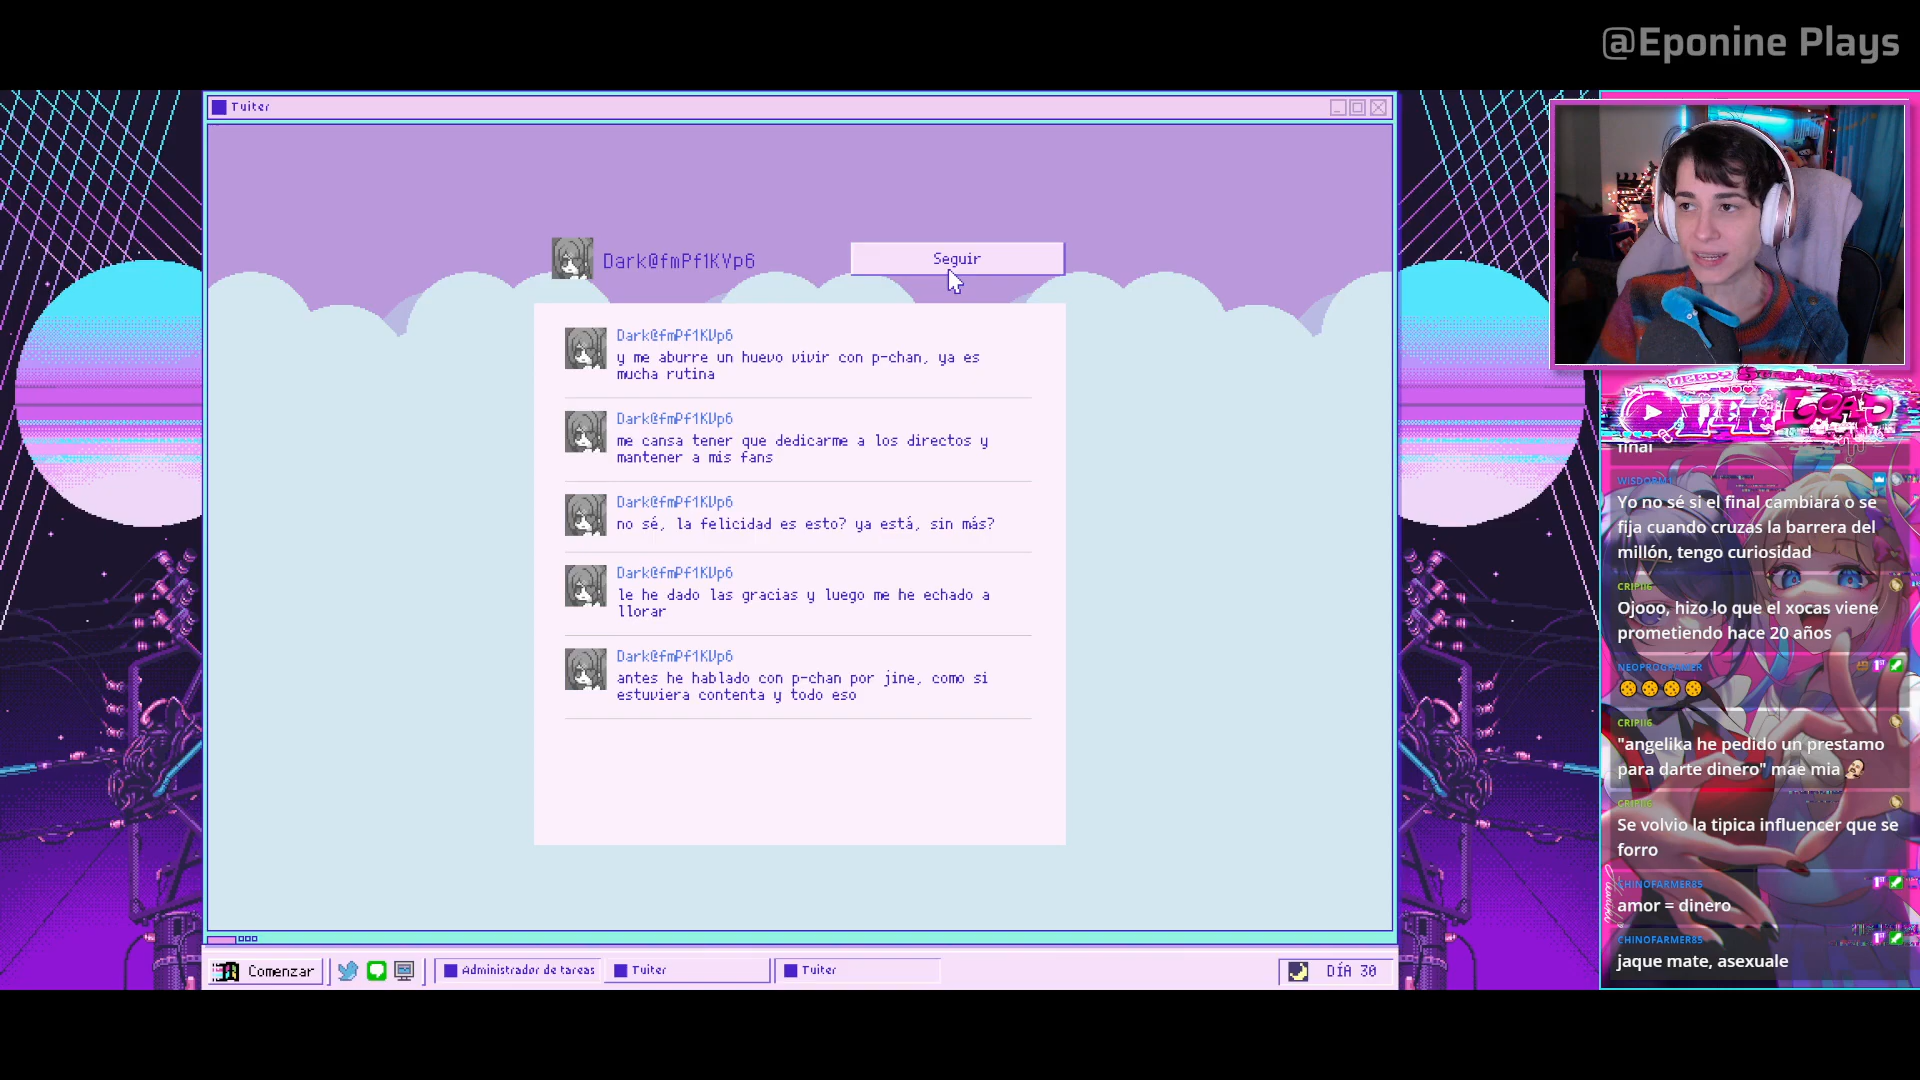 @Eponine Plays
Tuiter
Dark@fmPf1KVp6
Seguir
Dark@fmPf1KVp6
y me aburre un huevo vivir con p-chan, ya es
mucha rutina
Dark@fmPf1KVp6
me cansa tener que dedicarme a los directos y
mantener a mis fans
Dark@fmPf1KVp6
no sé, la felicidad es esto? ya está, sin más?
Dark@fmPf1KVp6
le he dado las gracias y luego me he echado a
llorar
Dark@fmPf1KVp6
antes he hablado con p-chan por jine, como si
estuviera contenta y todo eso
Comenzar
Administrador de tareas
Tuiter
Tuiter
DÍA 30
NEEDY
OVERLOAD
final
Yo no sé si el final cambiará o se
fija cuando cruzas la barrera del
millón, tengo curiosidad
CRIPII6
Ojooo, hizo lo que el xocas viene
prometiendo hace 20 años
NEOPROGRAMER
CRIPII6
"angelika he pedido un prestamo
para darte dinero" mae mia
CRIPII6
Se volvio la tipica influencer que se
forro
CHINOFARMER85
amor = dinero
CHINOFARMER85
jaque mate, asexuale